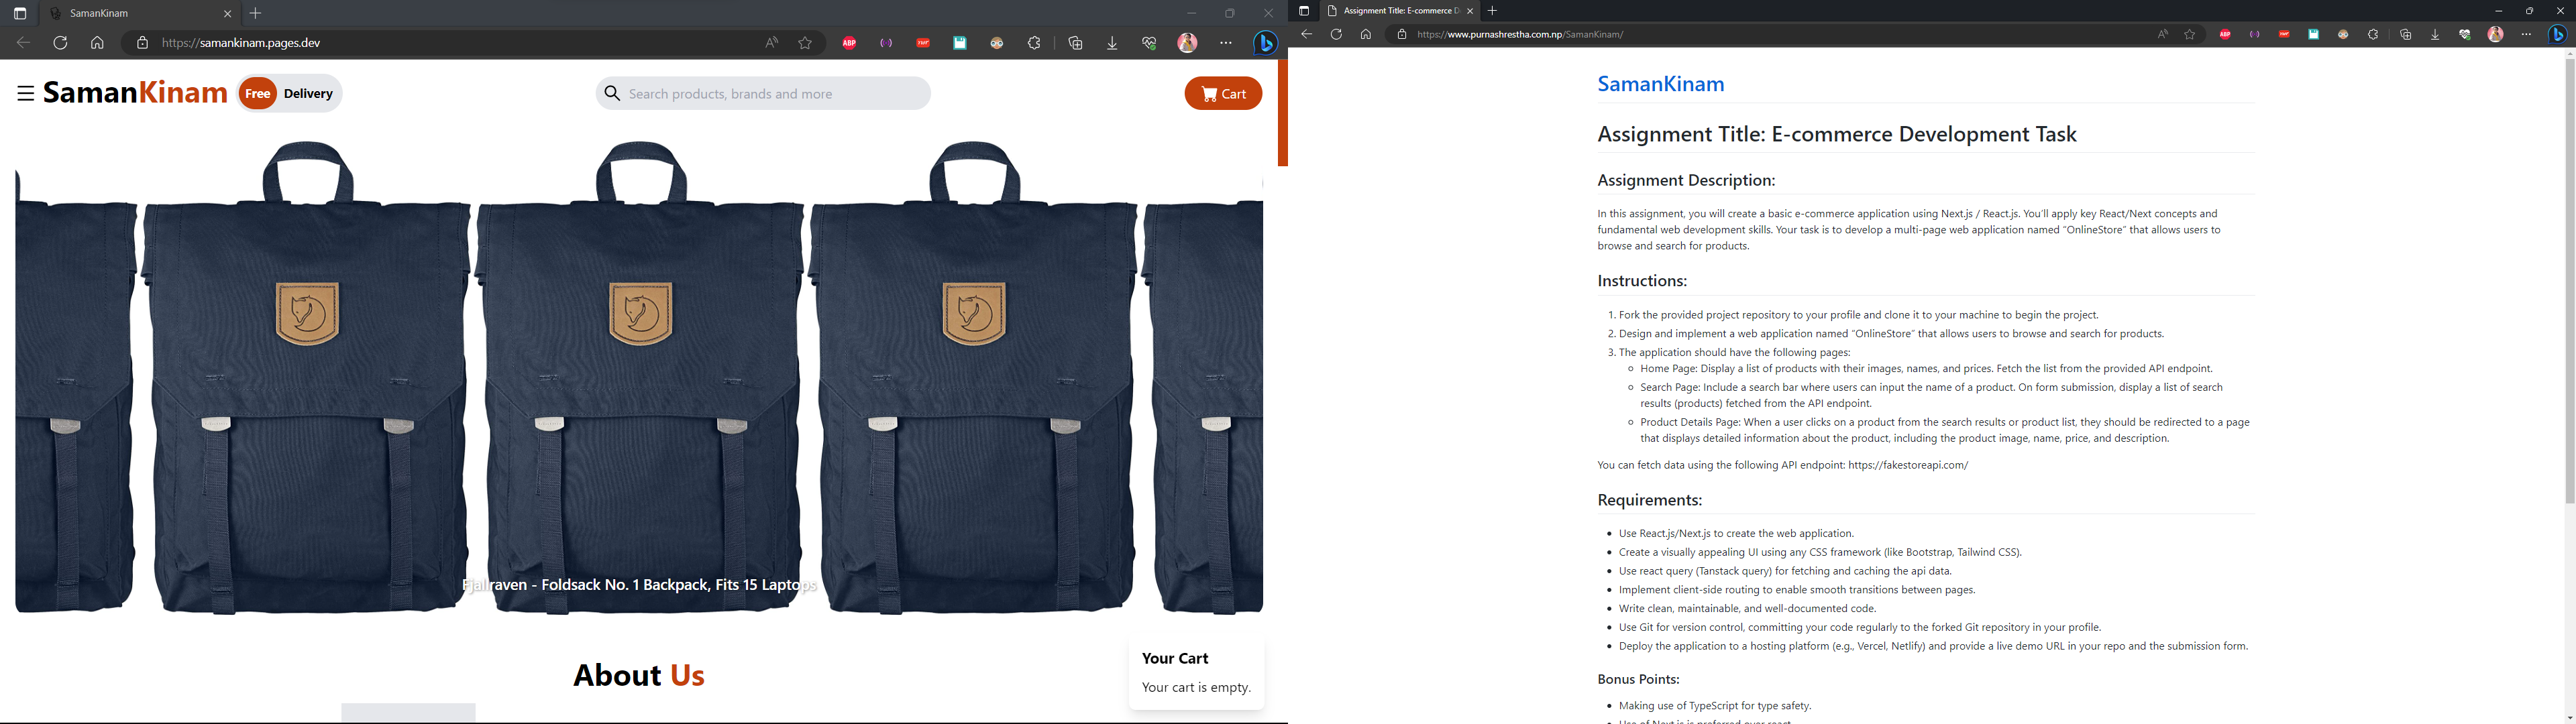 SamanKinam
https://samankinam.pages.dev
ABP
SamanKinam
Free Delivery
Search products, brands and more
Cart
Fjallraven - Foldsack No. 1 Backpack, Fits 15 Laptops
About Us
Your Cart
Your cart is empty.
Assignment Title: E-commerce D
https://www.purnashrestha.com.np/SamanKinam/
SamanKinam
Assignment Title: E-commerce Development Task
Assignment Description:
In this assignment, you will create a basic e-commerce application using Next.js / React.js. You’ll apply key React/Next concepts and
fundamental web development skills. Your task is to develop a multi-page web application named “OnlineStore” that allows users to
browse and search for products.
Instructions:
1. Fork the provided project repository to your profile and clone it to your machine to begin the project.
2. Design and implement a web application named “OnlineStore” that allows users to browse and search for products.
3. The application should have the following pages:
Home Page: Display a list of products with their images, names, and prices. Fetch the list from the provided API endpoint.
Search Page: Include a search bar where users can input the name of a product. On form submission, display a list of search
results (products) fetched from the API endpoint.
Product Details Page: When a user clicks on a product from the search results or product list, they should be redirected to a page
that displays detailed information about the product, including the product image, name, price, and description.
You can fetch data using the following API endpoint: https://fakestoreapi.com/
Requirements:
Use React.js/Next.js to create the web application.
Create a visually appealing UI using any CSS framework (like Bootstrap, Tailwind CSS).
Use react query (Tanstack query) for fetching and caching the api data.
Implement client-side routing to enable smooth transitions between pages.
Write clean, maintainable, and well-documented code.
Use Git for version control, committing your code regularly to the forked Git repository in your profile.
Deploy the application to a hosting platform (e.g., Vercel, Netlify) and provide a live demo URL in your repo and the submission form.
Bonus Points:
Making use of TypeScript for type safety.
Use of Next.js is preferred over react